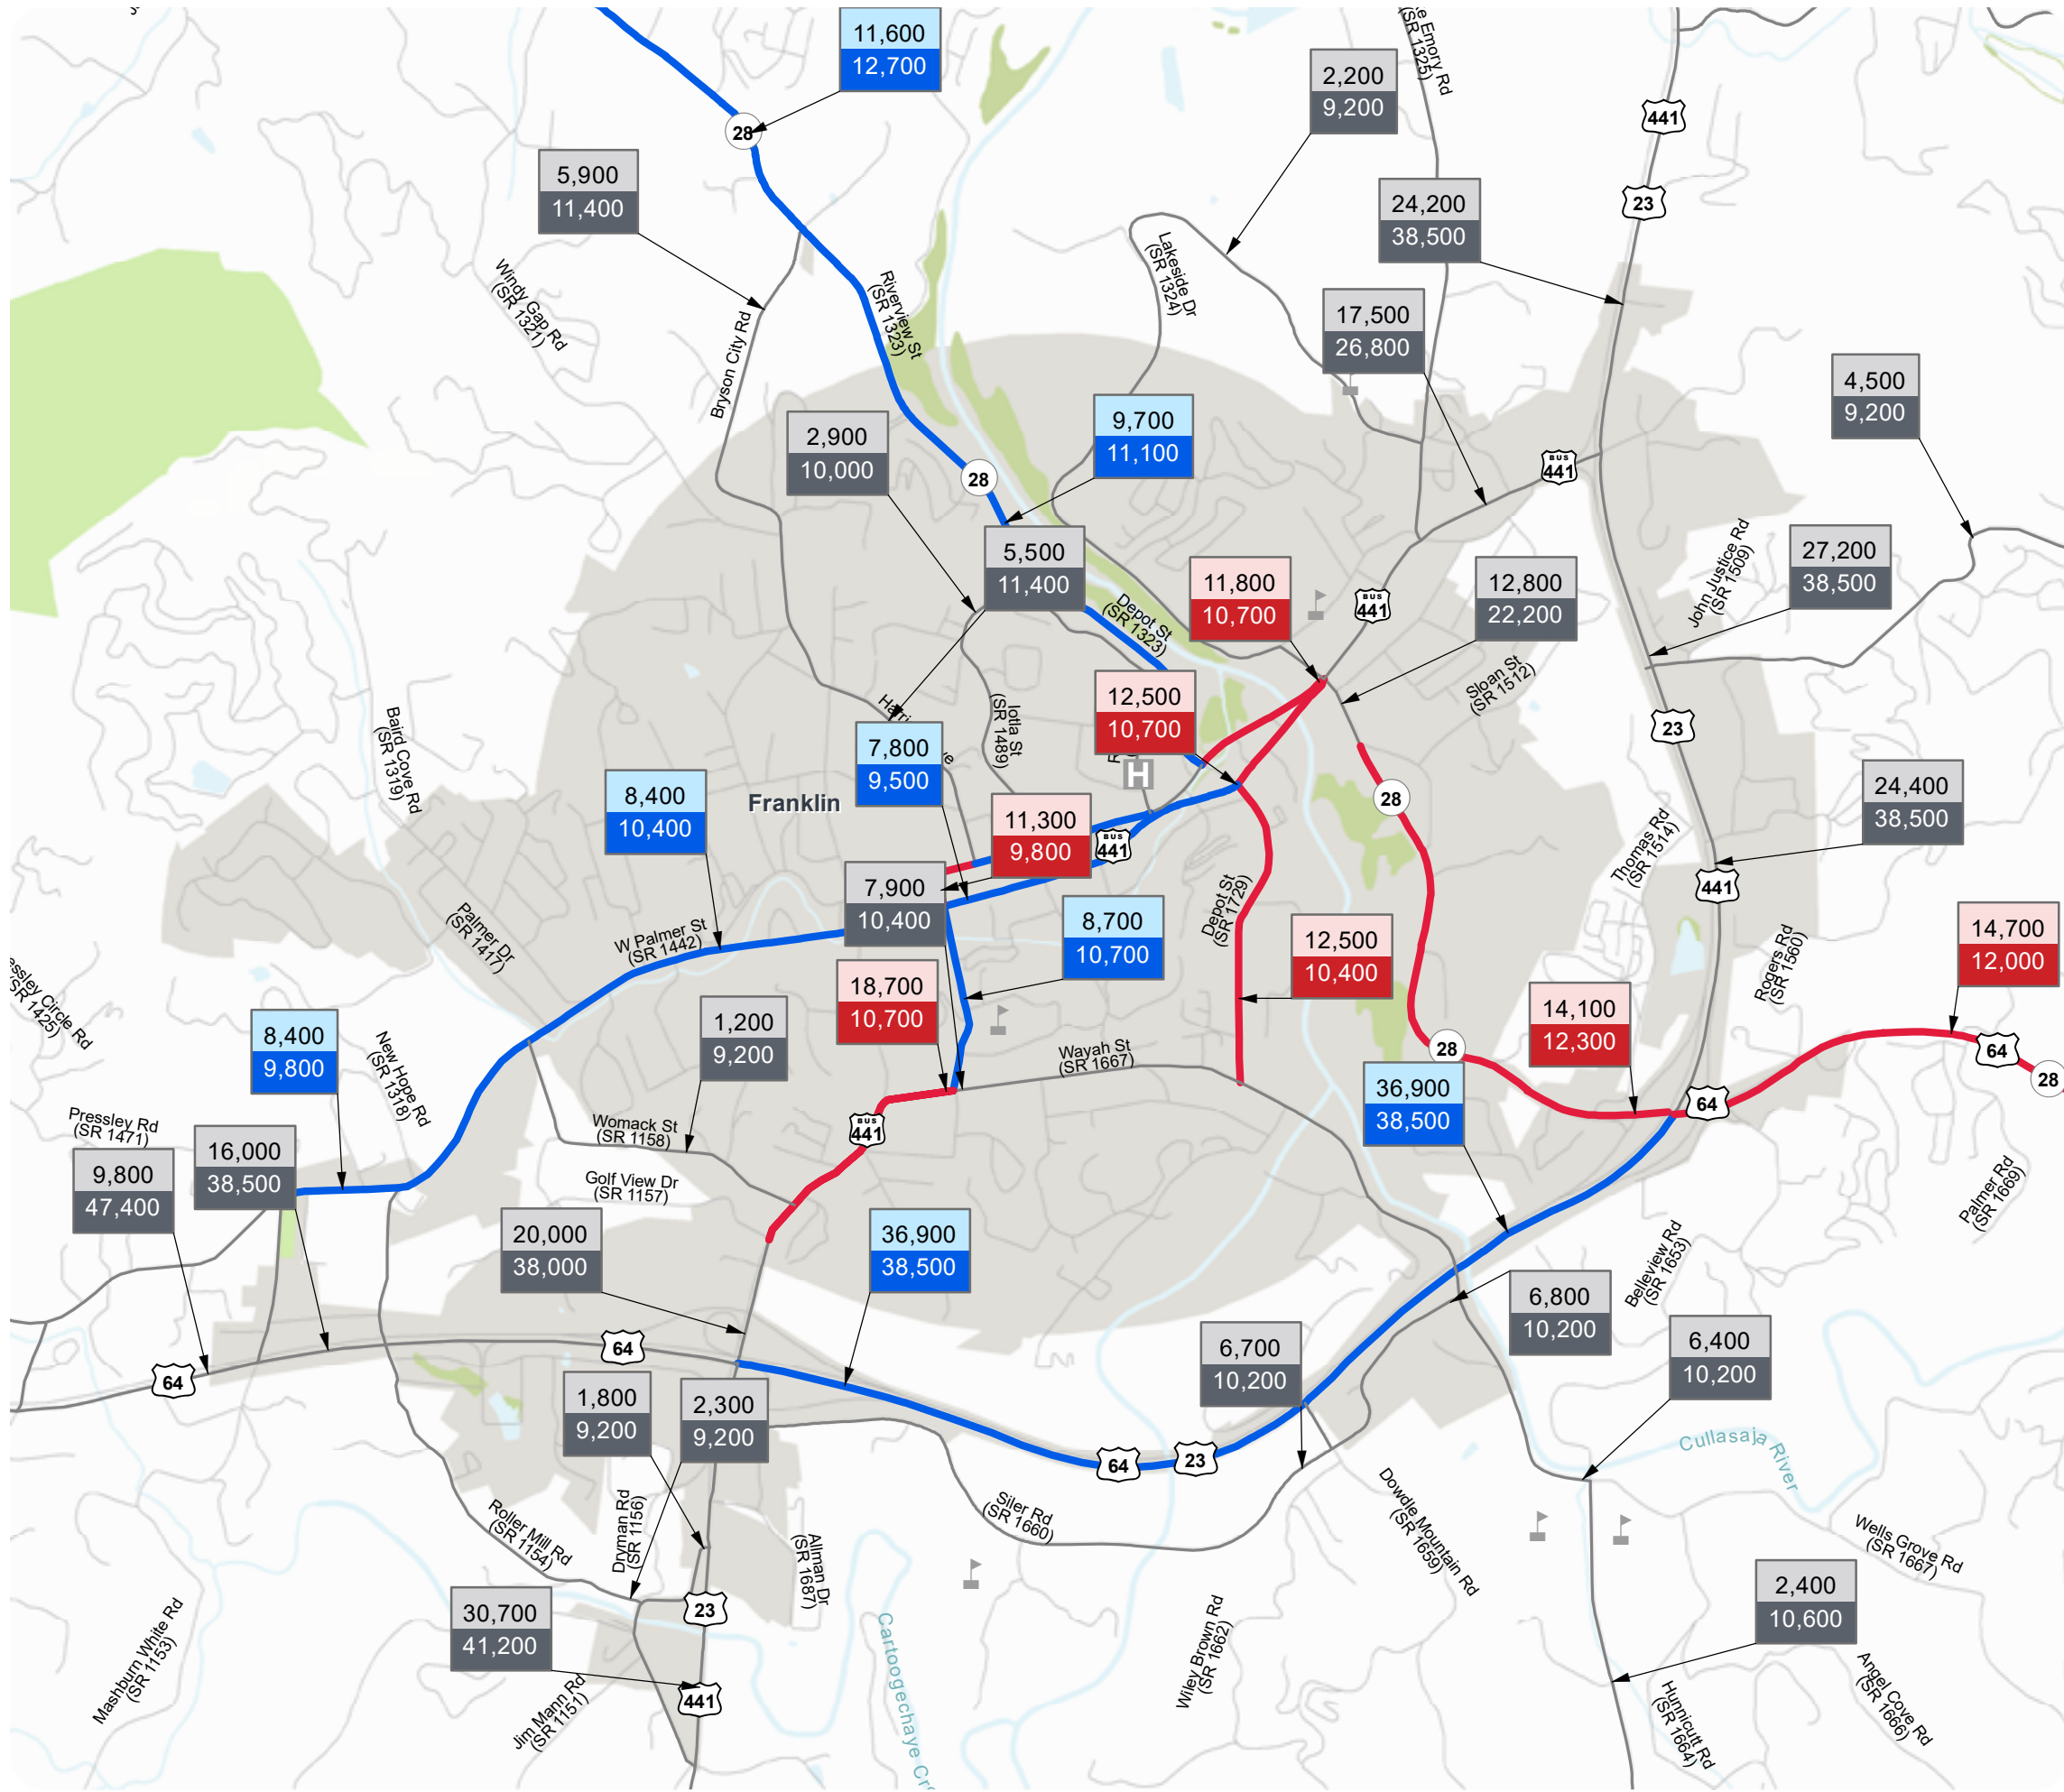 11,600
12,700
28
ke Emory Rd
(SR 1325)
2,200
9,200
441
5,900
11,400
24,200
38,500
23
Windy Gap Rd
(SR 1321)
Riverview St
(SR 1323)
Lakeside Dr
(SR 1324)
17,500
26,800
Bryson City Rd
4,500
9,200
2,900
10,000
9,700
11,100
28
BUS
441
5,500
11,400
John Justice Rd
(SR 1509)
27,200
38,500
11,800
10,700
12,800
22,200
BUS
441
Depot St
(SR 1323)
Sloan St
(SR 1512)
12,500
10,700
Iotla St
(SR 1489)
Harri
e
23
Baird Cove Rd
(SR 1319)
7,800
9,500
H
8,400
10,400
Franklin
28
24,400
38,500
11,300
9,800
BUS
441
Thomas Rd
(SR 1514)
7,900
10,400
441
Palmer Dr
(SR 1417)
W Palmer St
(SR 1442)
8,700
10,700
Depot St
(SR 1729)
12,500
10,400
Rogers Rd
(SR 1560)
14,700
12,000
essley Circle Rd
(SR 1425)
18,700
10,700
14,100
12,300
8,400
9,800
New Hope Rd
(SR 1318)
1,200
9,200
Wayah St
(SR 1667)
28
64
28
36,900
38,500
64
Pressley Rd
(SR 1471)
Womack St
(SR 1158)
BUS
441
9,800
47,400
16,000
38,500
Golf View Dr
(SR 1157)
Palmer Rd
(SR 1669)
20,000
38,000
36,900
38,500
Belleview Rd
(SR 1653)
6,800
10,200
64
64
6,700
10,200
6,400
10,200
1,800
9,200
2,300
9,200
64
23
Cullasaja River
Roller Mill Rd
(SR 1154)
Dryman Rd
(SR 1156)
Siler Rd
(SR 1660)
Dowdle Mountain Rd
(SR 1659)
Wells Grove Rd
(SR 1667)
Allman Dr
(SR 1687)
23
30,700
41,200
2,400
10,600
Mashburn White Rd
(SR 1153)
Jim Mann Rd
(SR 1151)
441
Cartoogechaye Cre
Wiley Brown Rd
(SR 1662)
Hunnicutt Rd
(SR 1664)
Angel Cove Rd
(SR 1666)